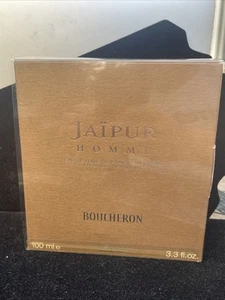 JAÏPUR
HOMME
BOUCHERON
100 ml e 3.3 fl.oz.